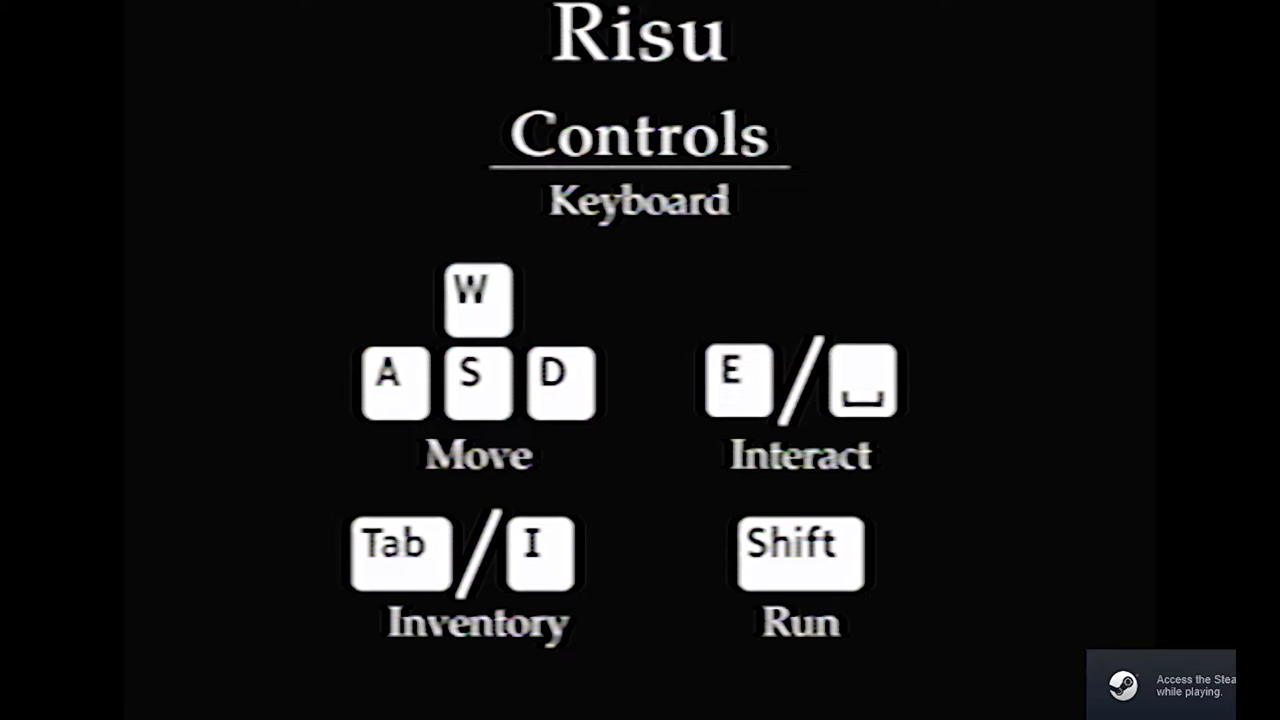 Risu
Controls
Keyboard
W
A S D
E /
Move
Interact
Tab / I
Shift
Inventory
Run
Access the Stea
while playing.